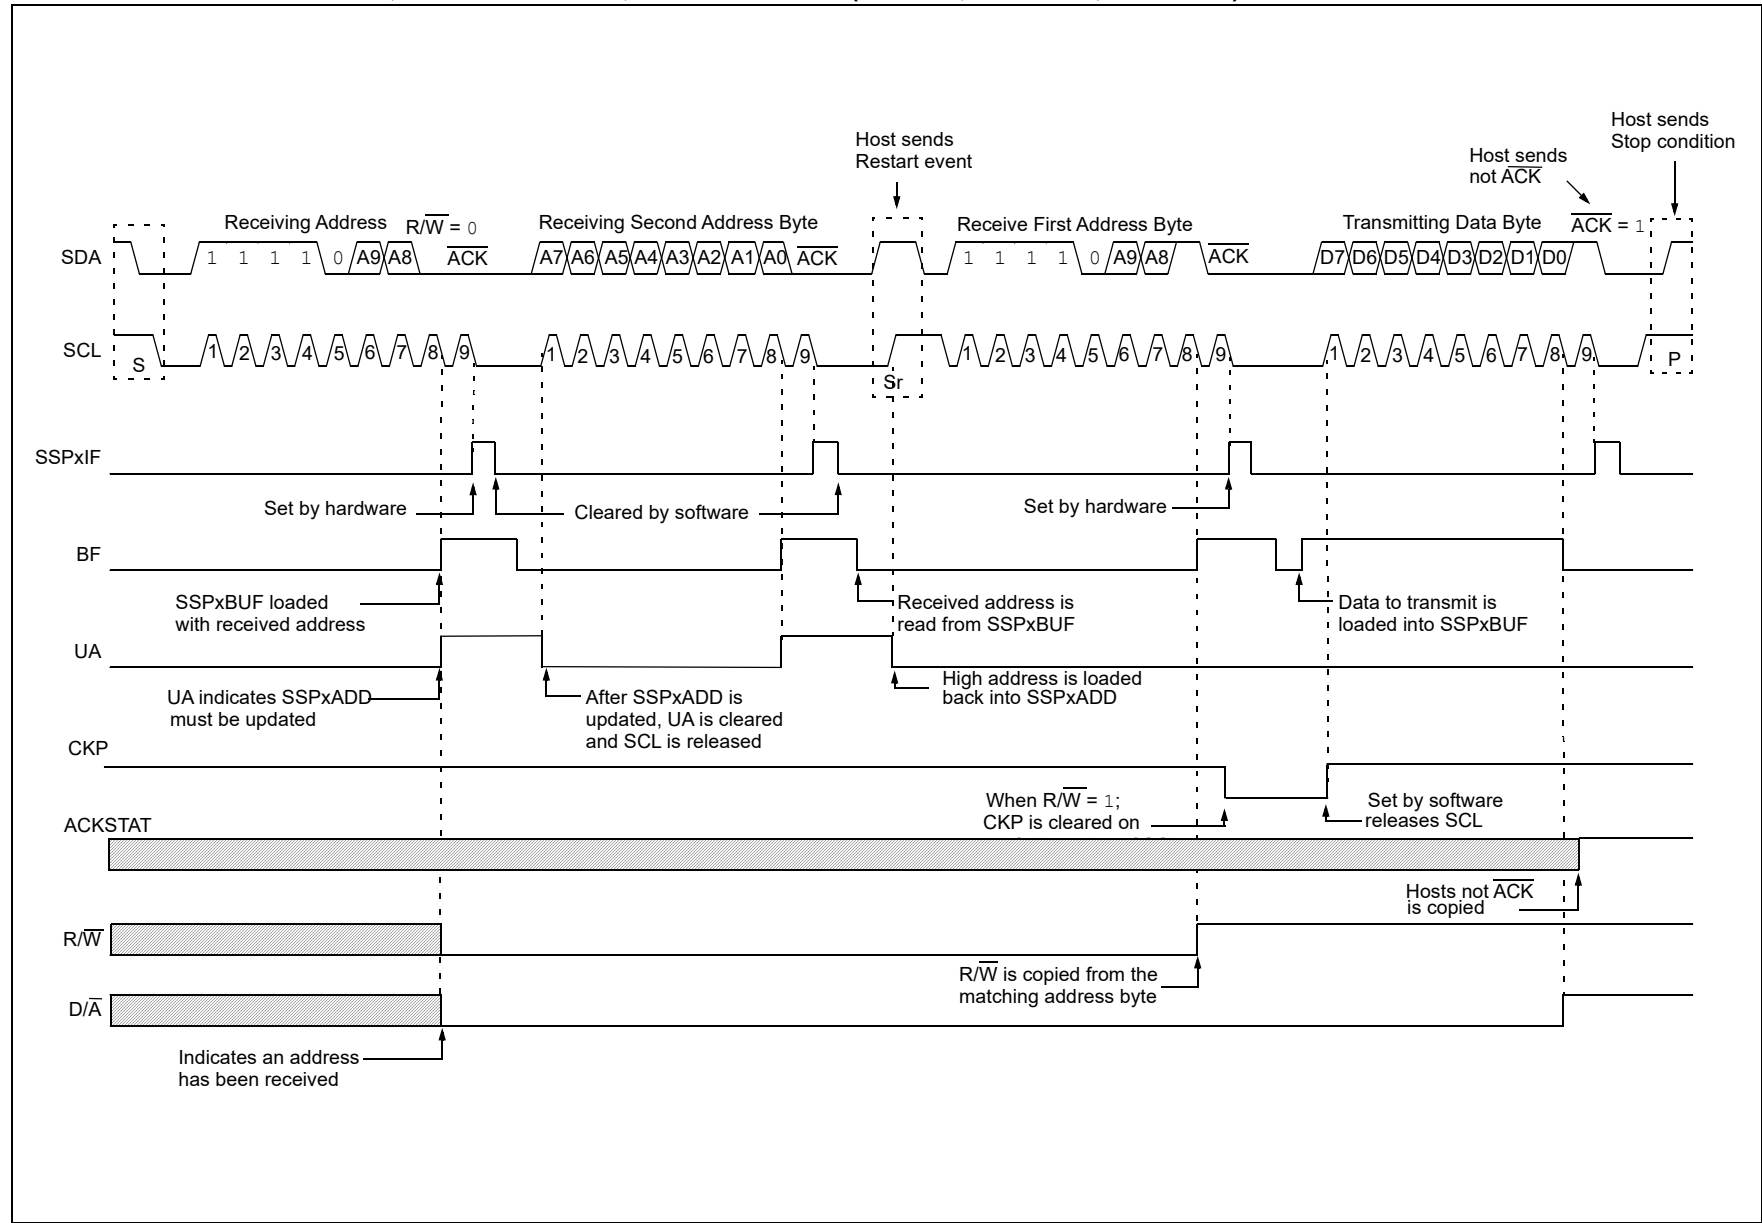 Host sends
Restart event
Host sends
not A̅C̅K̅
Host sends
Stop condition
Receiving Address
R/W̅ = 0
Receiving Second Address Byte
Receive First Address Byte
Transmitting Data Byte
A̅C̅K̅ = 1
SDA
1 1 1 1 0 A9 A8 A̅C̅K̅
A7 A6 A5 A4 A3 A2 A1 A0 A̅C̅K̅
1 1 1 1 0 A9 A8 A̅C̅K̅
D7 D6 D5 D4 D3 D2 D1 D0
SCL
S
1 2 3 4 5 6 7 8 9
1 2 3 4 5 6 7 8 9
Sr
1 2 3 4 5 6 7 8 9
1 2 3 4 5 6 7 8 9
P
SSPxIF
Set by hardware
Cleared by software
Set by hardware
BF
SSPxBUF loaded
with received address
Received address is
read from SSPxBUF
Data to transmit is
loaded into SSPxBUF
UA
UA indicates SSPxADD
must be updated
After SSPxADD is
updated, UA is cleared
and SCL is released
High address is loaded
back into SSPxADD
CKP
When R/W̅ = 1;
CKP is cleared on
Set by software
releases SCL
ACKSTAT
Hosts not A̅C̅K̅
is copied
R/W̅
R/W̅ is copied from the
matching address byte
D/A̅
Indicates an address
has been received